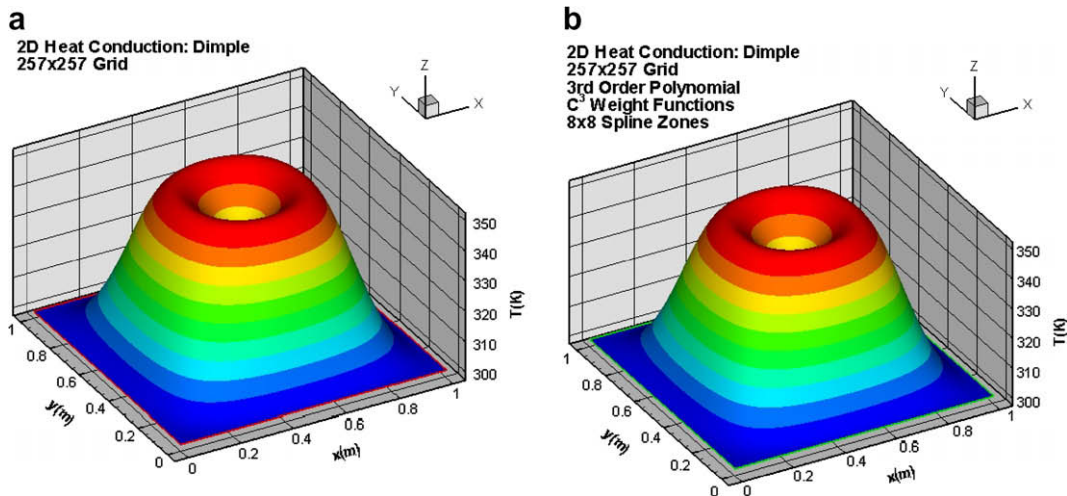 a
2D Heat Conduction: Dimple
257x257 Grid
Z
Y
X
350
340
330
320
310
300
T(K)
1
0.8
0.6
0.4
0.2
0
y(m)
0
0.2
0.4
0.6
0.8
1
x(m)
b
2D Heat Conduction: Dimple
257x257 Grid
3rd Order Polynomial
C³ Weight Functions
8x8 Spline Zones
Z
Y
X
350
340
330
320
310
300
T(K)
1
0.8
0.6
0.4
0.2
0
y(m)
0
0.2
0.4
0.6
0.8
1
x(m)